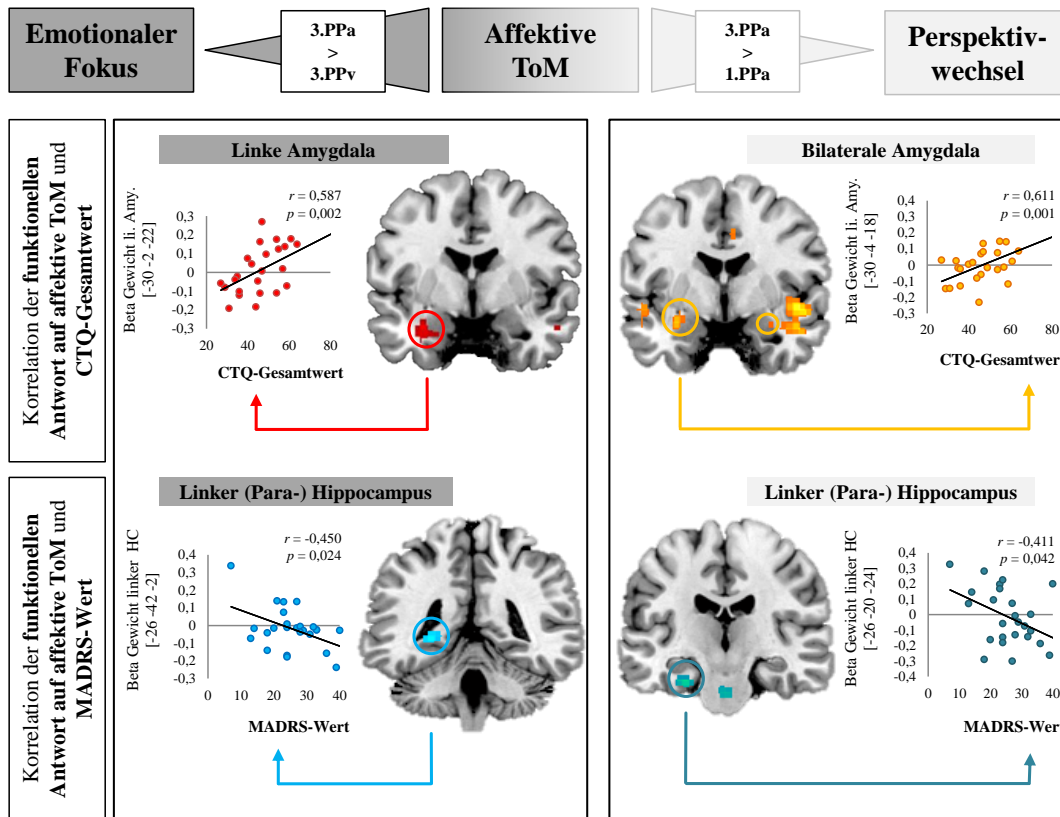 Emotionaler
Fokus
3.PPa
>
3.PPv
Affektive
ToM
3.PPa
>
1.PPa
Perspektiv-
wechsel
Korrelation der funktionellen
Antwort auf affektive ToM und
CTQ-Gesamtwert
Linke Amygdala
Beta Gewicht li. Amy.
[-30 -2 -22]
r = 0,587
p = 0,002
0,3
0,2
0,1
0
-0,1
-0,2
-0,3
20
40
60
80
CTQ-Gesamtwert
Bilaterale Amygdala
Beta Gewicht li. Amy.
[-30 -4 -18]
r = 0,611
p = 0,001
0,3
0,2
0,1
0
-0,1
-0,2
-0,3
20
40
60
80
CTQ-Gesamtwer
Korrelation der funktionellen
Antwort auf affektive ToM und
MADRS-Wert
Linker (Para-) Hippocampus
Beta Gewicht linker HC
[-26 -42 -2]
r = -0,450
p = 0,024
0,4
0,3
0,2
0,1
0
-0,1
-0,2
-0,3
0
10
20
30
40
MADRS-Wert
Linker (Para-) Hippocampus
Beta Gewicht linker HC
[-26 -20 -24]
r = -0,411
p = 0,042
0,4
0,3
0,2
0,1
0
-0,1
-0,2
-0,3
-0,4
0
10
20
30
40
MADRS-Wer